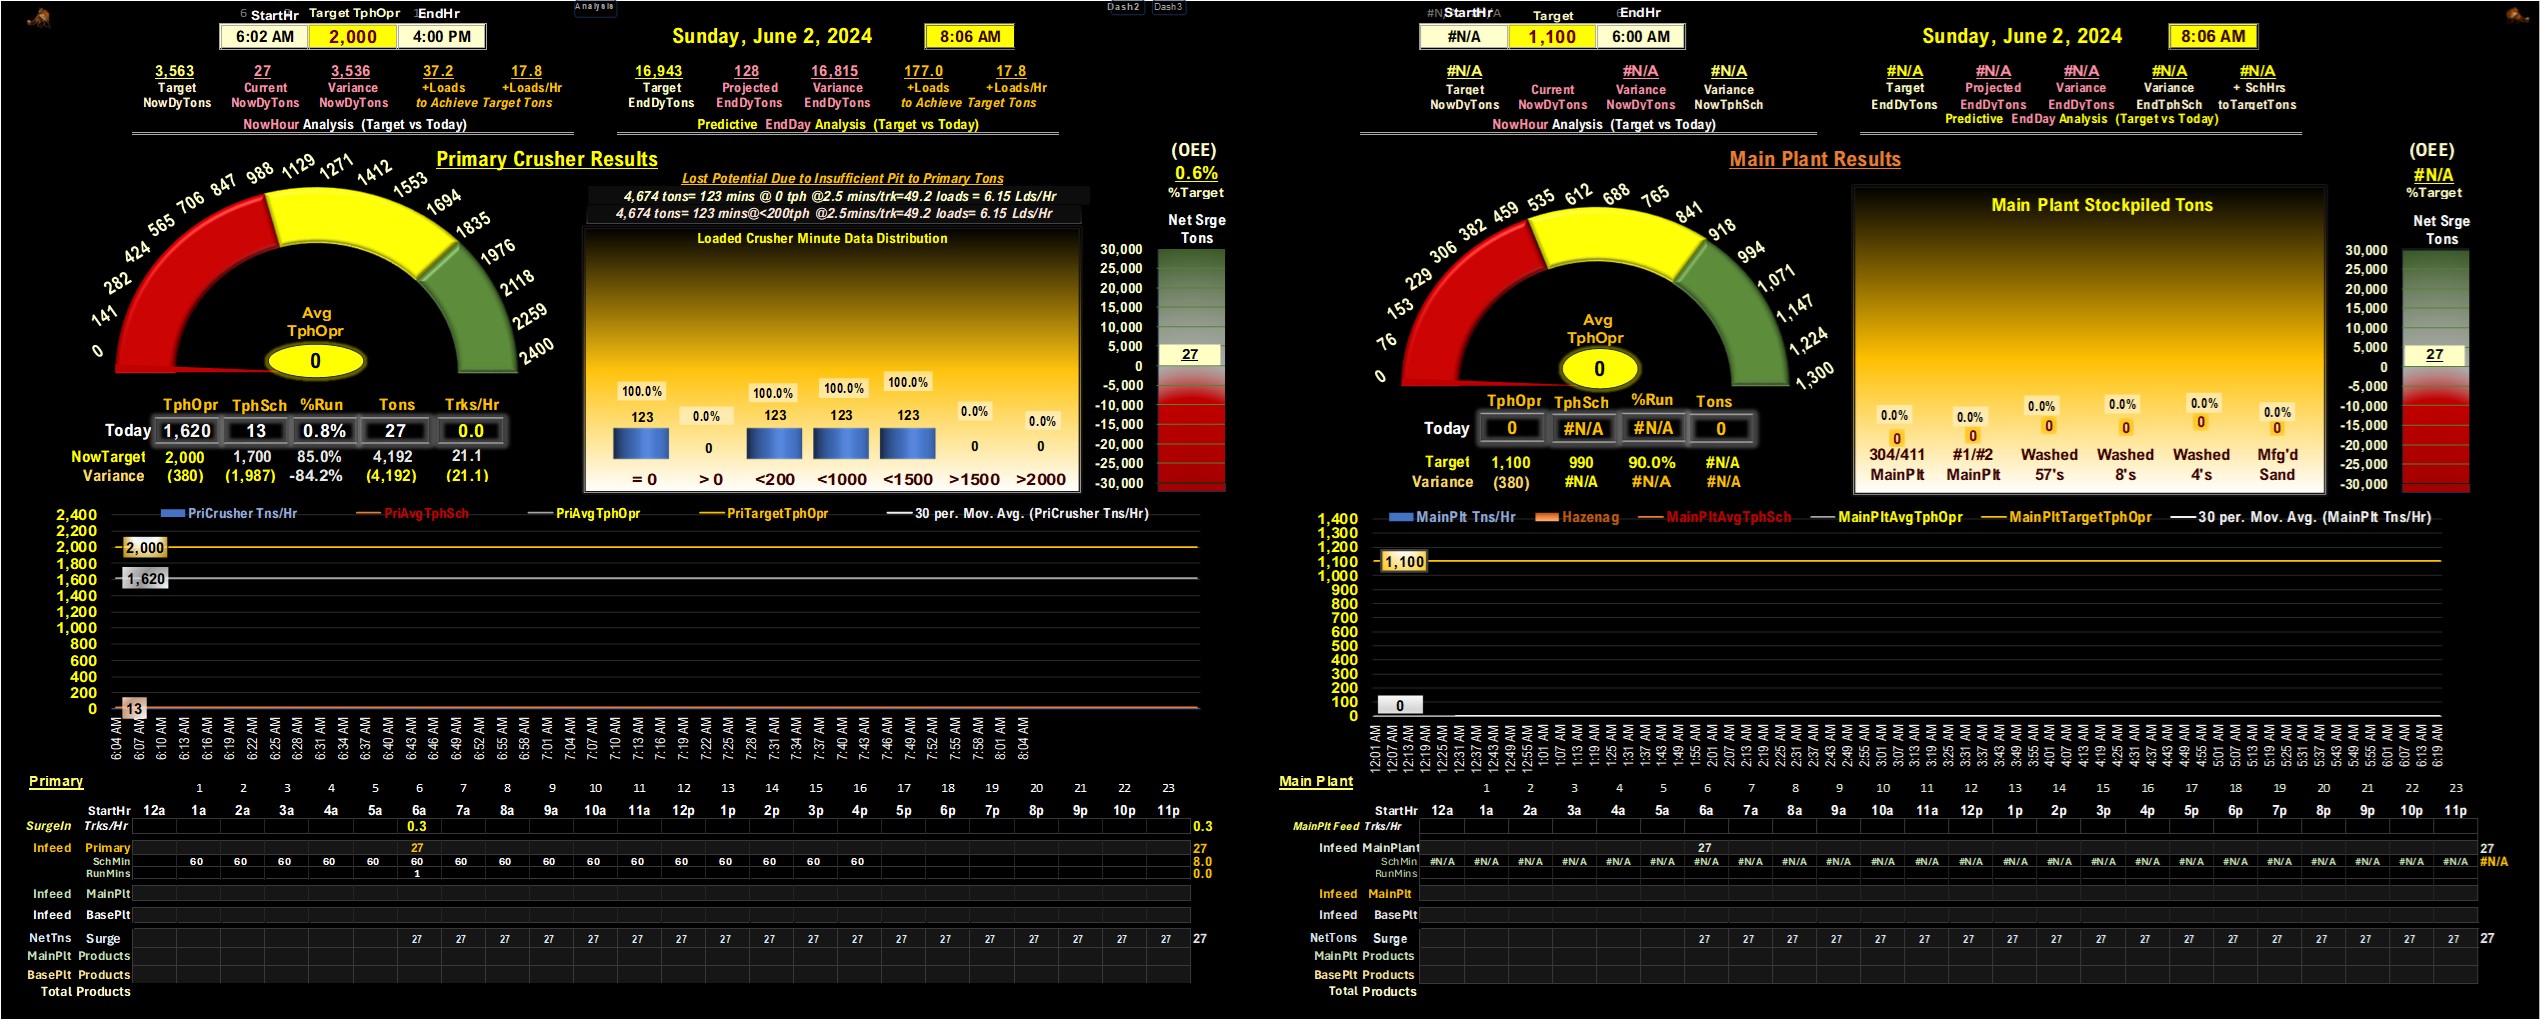 Analysis
Dash2 Dash3
StartHr Target TphOpr EndHr
6:02 AM 2,000 4:00 PM
Sunday, June 2, 2024 8:06 AM
3,563 27 3,536 37.2 17.8
Target Current Variance +Loads +Loads/Hr
NowDyTons NowDyTons NowDyTons to Achieve Target Tons
NowHour Analysis (Target vs Today)
16,943 128 16,815 177.0 17.8
Target Projected Variance +Loads +Loads/Hr
EndDyTons EndDyTons EndDyTons to Achieve Target Tons
Predictive EndDay Analysis (Target vs Today)
Primary Crusher Results
Lost Potential Due to Insufficient Pit to Primary Tons
4,674 tons= 123 mins @ 0 tph @2.5 mins/trk=49.2 loads = 6.15 Lds/Hr
4,674 tons= 123 mins@<200tph @2.5mins/trk=49.2 loads= 6.15 Lds/Hr
(OEE)
0.6%
%Target
Net Srge
Tons
30,000
25,000
20,000
15,000
10,000
5,000
0
-5,000
-10,000
-15,000
-20,000
-25,000
-30,000
27
0 141 282 424 565 706 847 988 1129 1271 1412 1553 1694 1835 1976 2118 2259 2400
Avg
TphOpr
0
Loaded Crusher Minute Data Distribution
100.0% 0.0% 100.0% 100.0% 100.0% 0.0% 0.0%
123 0 123 123 123 0 0
= 0 > 0 <200 <1000 <1500 >1500 >2000
TphOpr TphSch %Run Tons Trks/Hr
Today 1,620 13 0.8% 27 0.0
NowTarget 2,000 1,700 85.0% 4,192 21.1
Variance (380) (1,987) -84.2% (4,192) (21.1)
PriCrusher Tns/Hr PriAvgTphSch PriAvgTphOpr PriTargetTphOpr 30 per. Mov. Avg. (PriCrusher Tns/Hr)
2,400
2,200
2,000
1,800
1,600
1,400
1,200
1,000
800
600
400
200
0
2,000
1,620
13
6:04 AM 6:07 AM 6:10 AM 6:13 AM 6:16 AM 6:19 AM 6:22 AM 6:25 AM 6:28 AM 6:31 AM 6:34 AM 6:37 AM 6:40 AM 6:43 AM 6:46 AM 6:49 AM 6:52 AM 6:55 AM 6:58 AM 7:01 AM 7:04 AM 7:07 AM 7:10 AM 7:13 AM 7:16 AM 7:19 AM 7:22 AM 7:25 AM 7:28 AM 7:31 AM 7:34 AM 7:37 AM 7:40 AM 7:43 AM 7:46 AM 7:49 AM 7:52 AM 7:55 AM 7:58 AM 8:01 AM 8:04 AM
Primary
1 2 3 4 5 6 7 8 9 10 11 12 13 14 15 16 17 18 19 20 21 22 23
StartHr 12a 1a 2a 3a 4a 5a 6a 7a 8a 9a 10a 11a 12p 1p 2p 3p 4p 5p 6p 7p 8p 9p 10p 11p
SurgeIn Trks/Hr 0.3 0.3
Infeed Primary 27 27
SchMin 60 60 60 60 60 60 60 60 60 60 60 60 60 60 60 60 8.0
RunMins 1 0.0
Infeed MainPlt
Infeed BasePlt
NetTns Surge 27 27 27 27 27 27 27 27 27 27 27 27 27 27 27 27 27 27 27
MainPlt Products
BasePlt Products
Total Products
StartHr Target EndHr
#N/A 1,100 6:00 AM
Sunday, June 2, 2024 8:06 AM
#N/A #N/A #N/A
Target Current Variance Variance
NowDyTons NowDyTons NowDyTons NowTphSch
NowHour Analysis (Target vs Today)
#N/A #N/A #N/A #N/A #N/A
Target Projected Variance Variance + SchHrs
EndDyTons EndDyTons EndDyTons EndTphSch toTargetTons
Predictive EndDay Analysis (Target vs Today)
Main Plant Results
(OEE)
#N/A
%Target
Net Srge
Tons
30,000
25,000
20,000
15,000
10,000
5,000
0
-5,000
-10,000
-15,000
-20,000
-25,000
-30,000
27
0 76 153 229 306 382 459 535 612 688 765 841 918 994 1,071 1,147 1,224 1,300
Avg
TphOpr
0
Main Plant Stockpiled Tons
0.0% 0.0% 0.0% 0.0% 0.0% 0.0%
0 0 0 0 0 0
304/411 #1/#2 Washed Washed Washed Mfg'd
MainPlt MainPlt 57's 8's 4's Sand
TphOpr TphSch %Run Tons
Today 0 #N/A #N/A 0
Target 1,100 990 90.0% #N/A
Variance (380) #N/A #N/A #N/A
MainPlt Tns/Hr Hazenag MainPltAvgTphSch MainPltAvgTphOpr MainPltTargetTphOpr 30 per. Mov. Avg. (MainPlt Tns/Hr)
1,400
1,300
1,200
1,100
1,000
900
800
700
600
500
400
300
200
100
0
1,100
0
12:01 AM 12:07 AM 12:13 AM 12:25 AM 12:31 AM 12:37 AM 12:43 AM 12:49 AM 12:55 AM 1:01 AM 1:07 AM 1:13 AM 1:19 AM 1:25 AM 1:31 AM 1:37 AM 1:43 AM 1:49 AM 1:55 AM 2:01 AM 2:07 AM 2:13 AM 2:19 AM 2:25 AM 2:31 AM 2:37 AM 2:43 AM 2:49 AM 2:55 AM 3:01 AM 3:07 AM 3:13 AM 3:19 AM 3:25 AM 3:31 AM 3:37 AM 3:43 AM 3:49 AM 3:55 AM 4:01 AM 4:07 AM 4:13 AM 4:19 AM 4:25 AM 4:31 AM 4:37 AM 4:43 AM 4:49 AM 4:55 AM 5:01 AM 5:07 AM 5:13 AM 5:19 AM 5:25 AM 5:31 AM 5:37 AM 5:43 AM 5:49 AM 5:55 AM 6:01 AM 6:07 AM 6:13 AM 6:19 AM
Main Plant
1 2 3 4 5 6 7 8 9 10 11 12 13 14 15 16 17 18 19 20 21 22 23
StartHr 12a 1a 2a 3a 4a 5a 6a 7a 8a 9a 10a 11a 12p 1p 2p 3p 4p 5p 6p 7p 8p 9p 10p 11p
MainPlt Feed Trks/Hr
Infeed MainPlant 27 27
SchMin #N/A #N/A #N/A #N/A #N/A #N/A #N/A #N/A #N/A #N/A #N/A #N/A #N/A #N/A #N/A #N/A #N/A #N/A #N/A #N/A #N/A #N/A #N/A #N/A #N/A
RunMins
Infeed MainPlt
Infeed BasePlt
NetTons Surge 27 27 27 27 27 27 27 27 27 27 27 27 27 27 27 27 27 27 27
MainPlt Products
BasePlt Products
Total Products